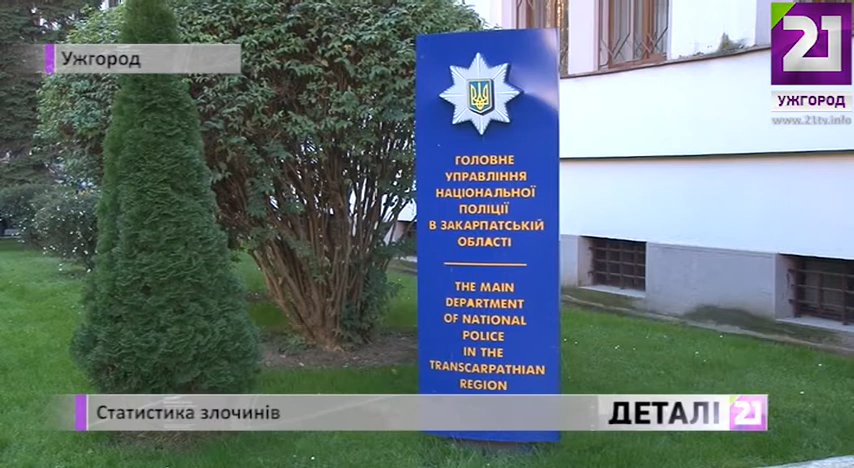 Ужгород
21
УЖГОРОД
www.21tv.info
ГОЛОВНЕ
УПРАВЛІННЯ
НАЦІОНАЛЬНОЇ
ПОЛІЦІЇ
В ЗАКАРПАТСЬКІЙ
ОБЛАСТІ
THE MAIN
DEPARTMENT
OF NATIONAL
POLICE
IN THE
TRANSCARPATHIAN
REGION
Статистика злочинів
ДЕТАЛІ 21